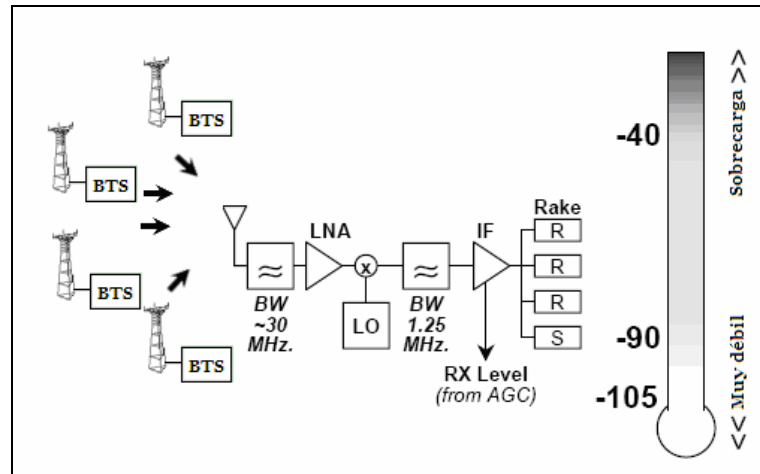 BTS
BTS
BTS
BTS
LNA
IF
Rake
R
R
R
S
≈
x
≈
LO
BW
~30
MHz.
BW
1.25
MHz.
RX Level
(from AGC)
-40
-90
-105
Sobrecarga >>
<< Muy débil